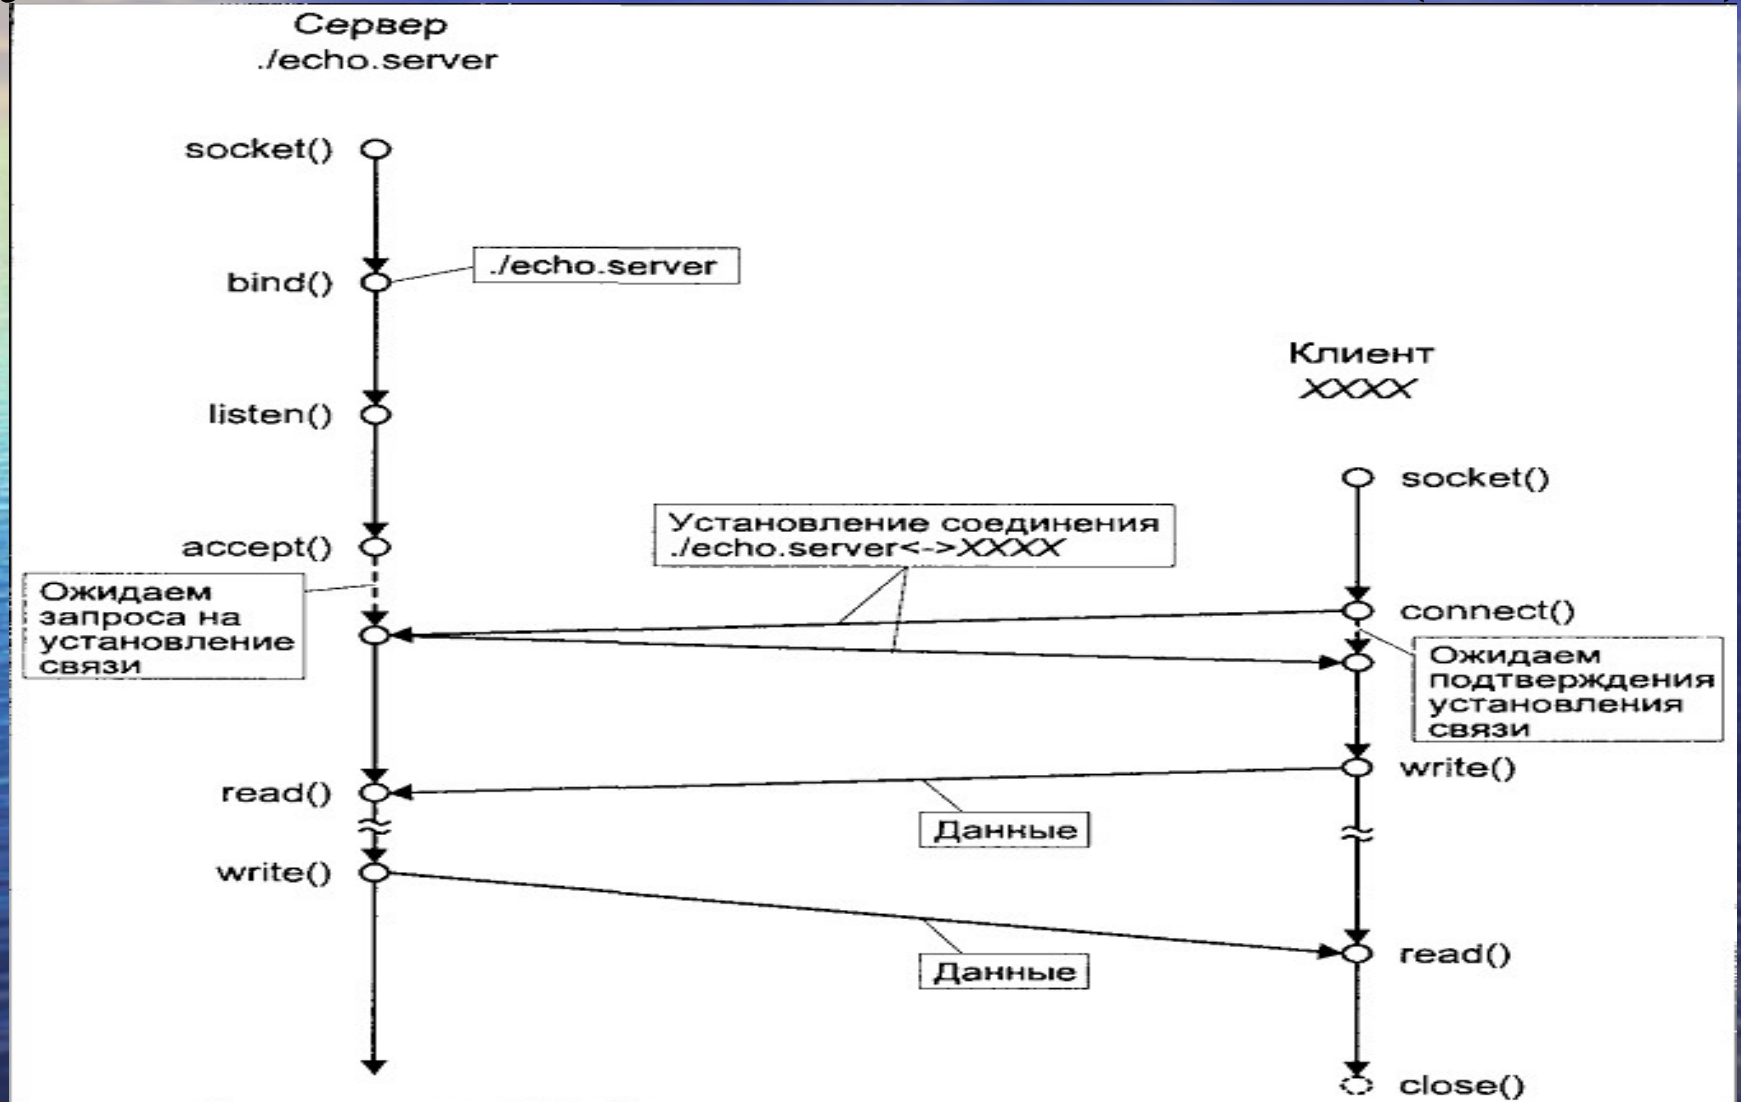 Сервер
./echo.server
socket()
bind()
./echo.server
listen()
Клиент
XXXX
socket()
accept()
Установление соединения
./echo.server<->XXXX
Ожидаем
запроса на
установление
связи
connect()
Ожидаем
подтверждения
установления
связи
read()
write()
Данные
write()
read()
Данные
close()